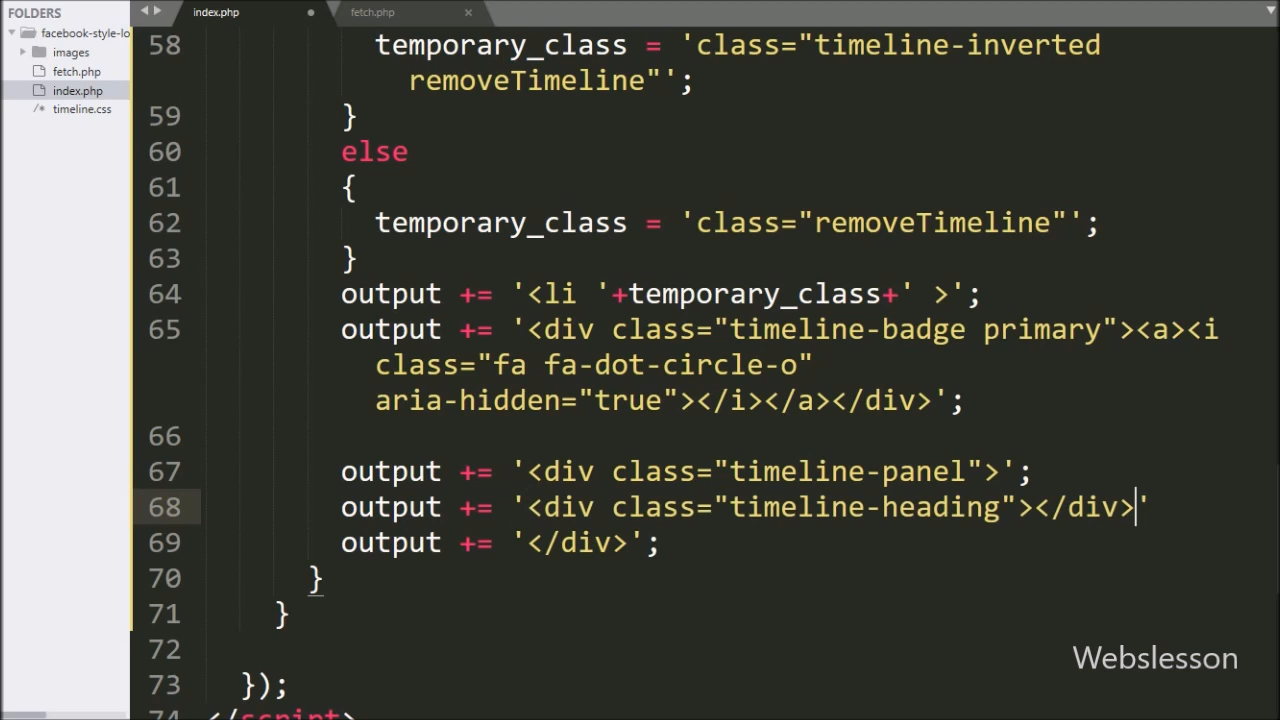 FOLDERS
facebook-style-lo
images
fetch.php
index.php
timeline.css
index.php
fetch.php
58 temporary_class = 'class="timeline-inverted
removeTimeline"';
59 }
60 else
61 {
62 temporary_class = 'class="removeTimeline"';
63 }
64 output += '<li '+temporary_class+' >';
65 output += '<div class="timeline-badge primary"><a><i
class="fa fa-dot-circle-o"
aria-hidden="true"></i></a></div>';
66
67 output += '<div class="timeline-panel">';
68 output += '<div class="timeline-heading"></div>'
69 output += '</div>';
70 }
71 }
72
73 });
74 </script>
Webslesson